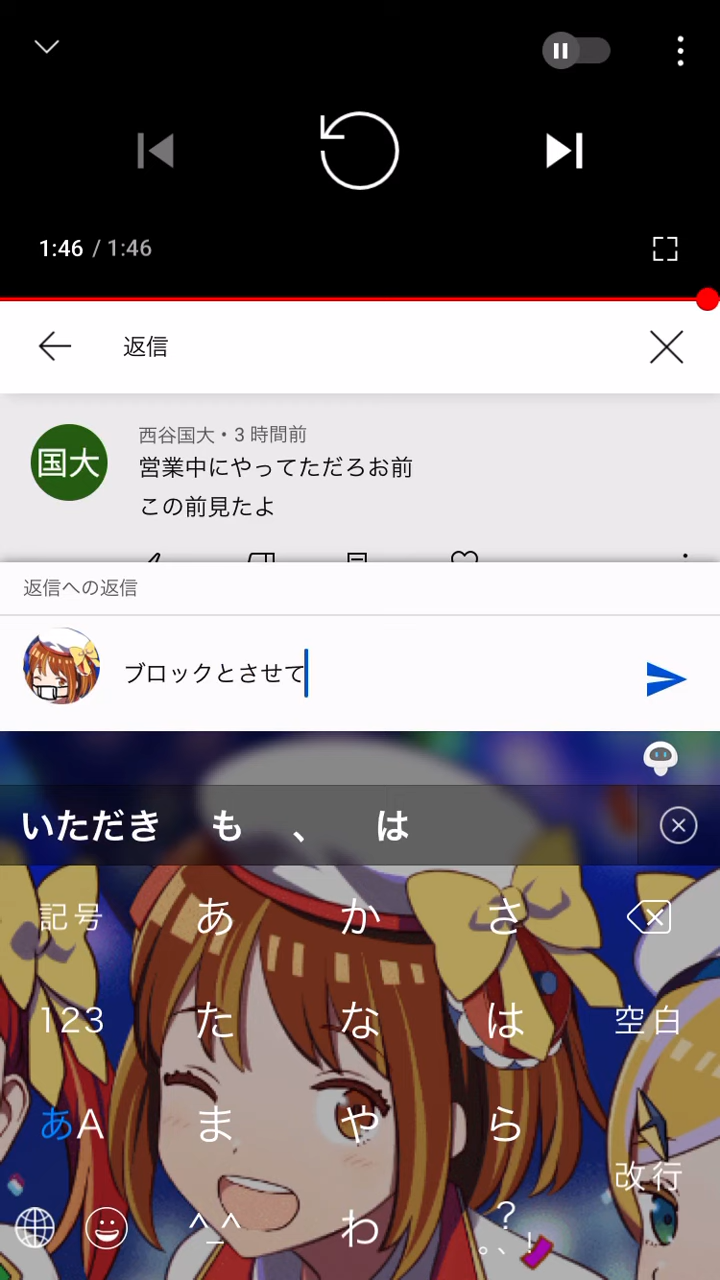 1:46 / 1:46
返信
国大
西谷国大・3 時間前
営業中にやってただろお前
この前見たよ
返信への返信
ブロックとさせて
いただき も 、 は
記号 あ か さ
123 た な は 空白
あA ま や ら
改行
^_^ わ 。、?!